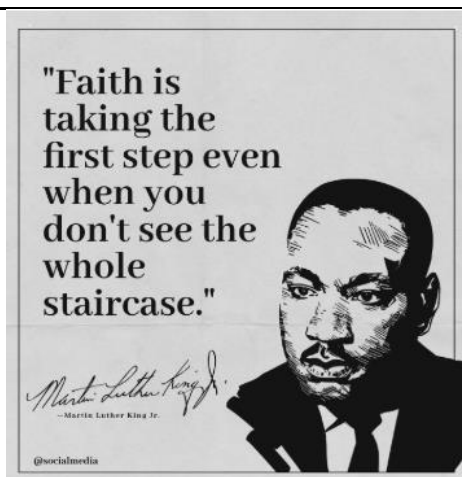 "Faith is
taking the
first step even
when you
don't see the
whole
staircase."
Martin Luther King Jr.
—Martin Luther King Jr.
@socialmedia